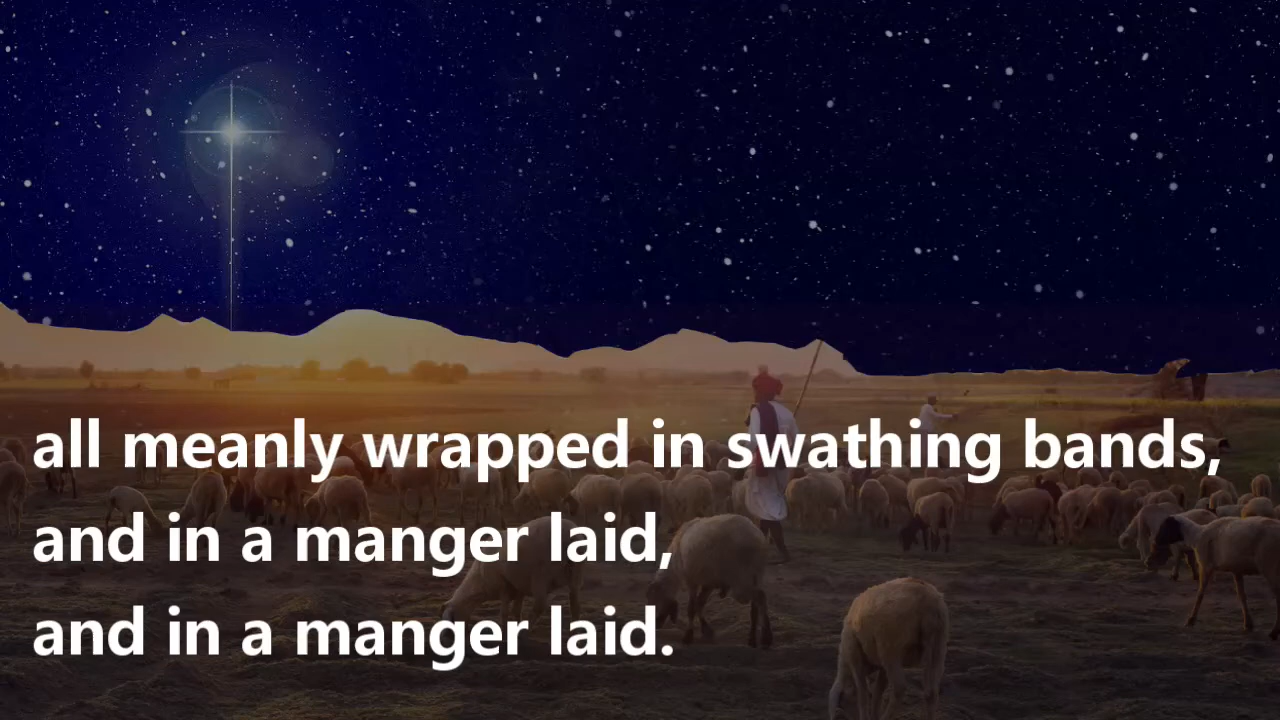 all meanly wrapped in swathing bands,
and in a manger laid,
and in a manger laid.